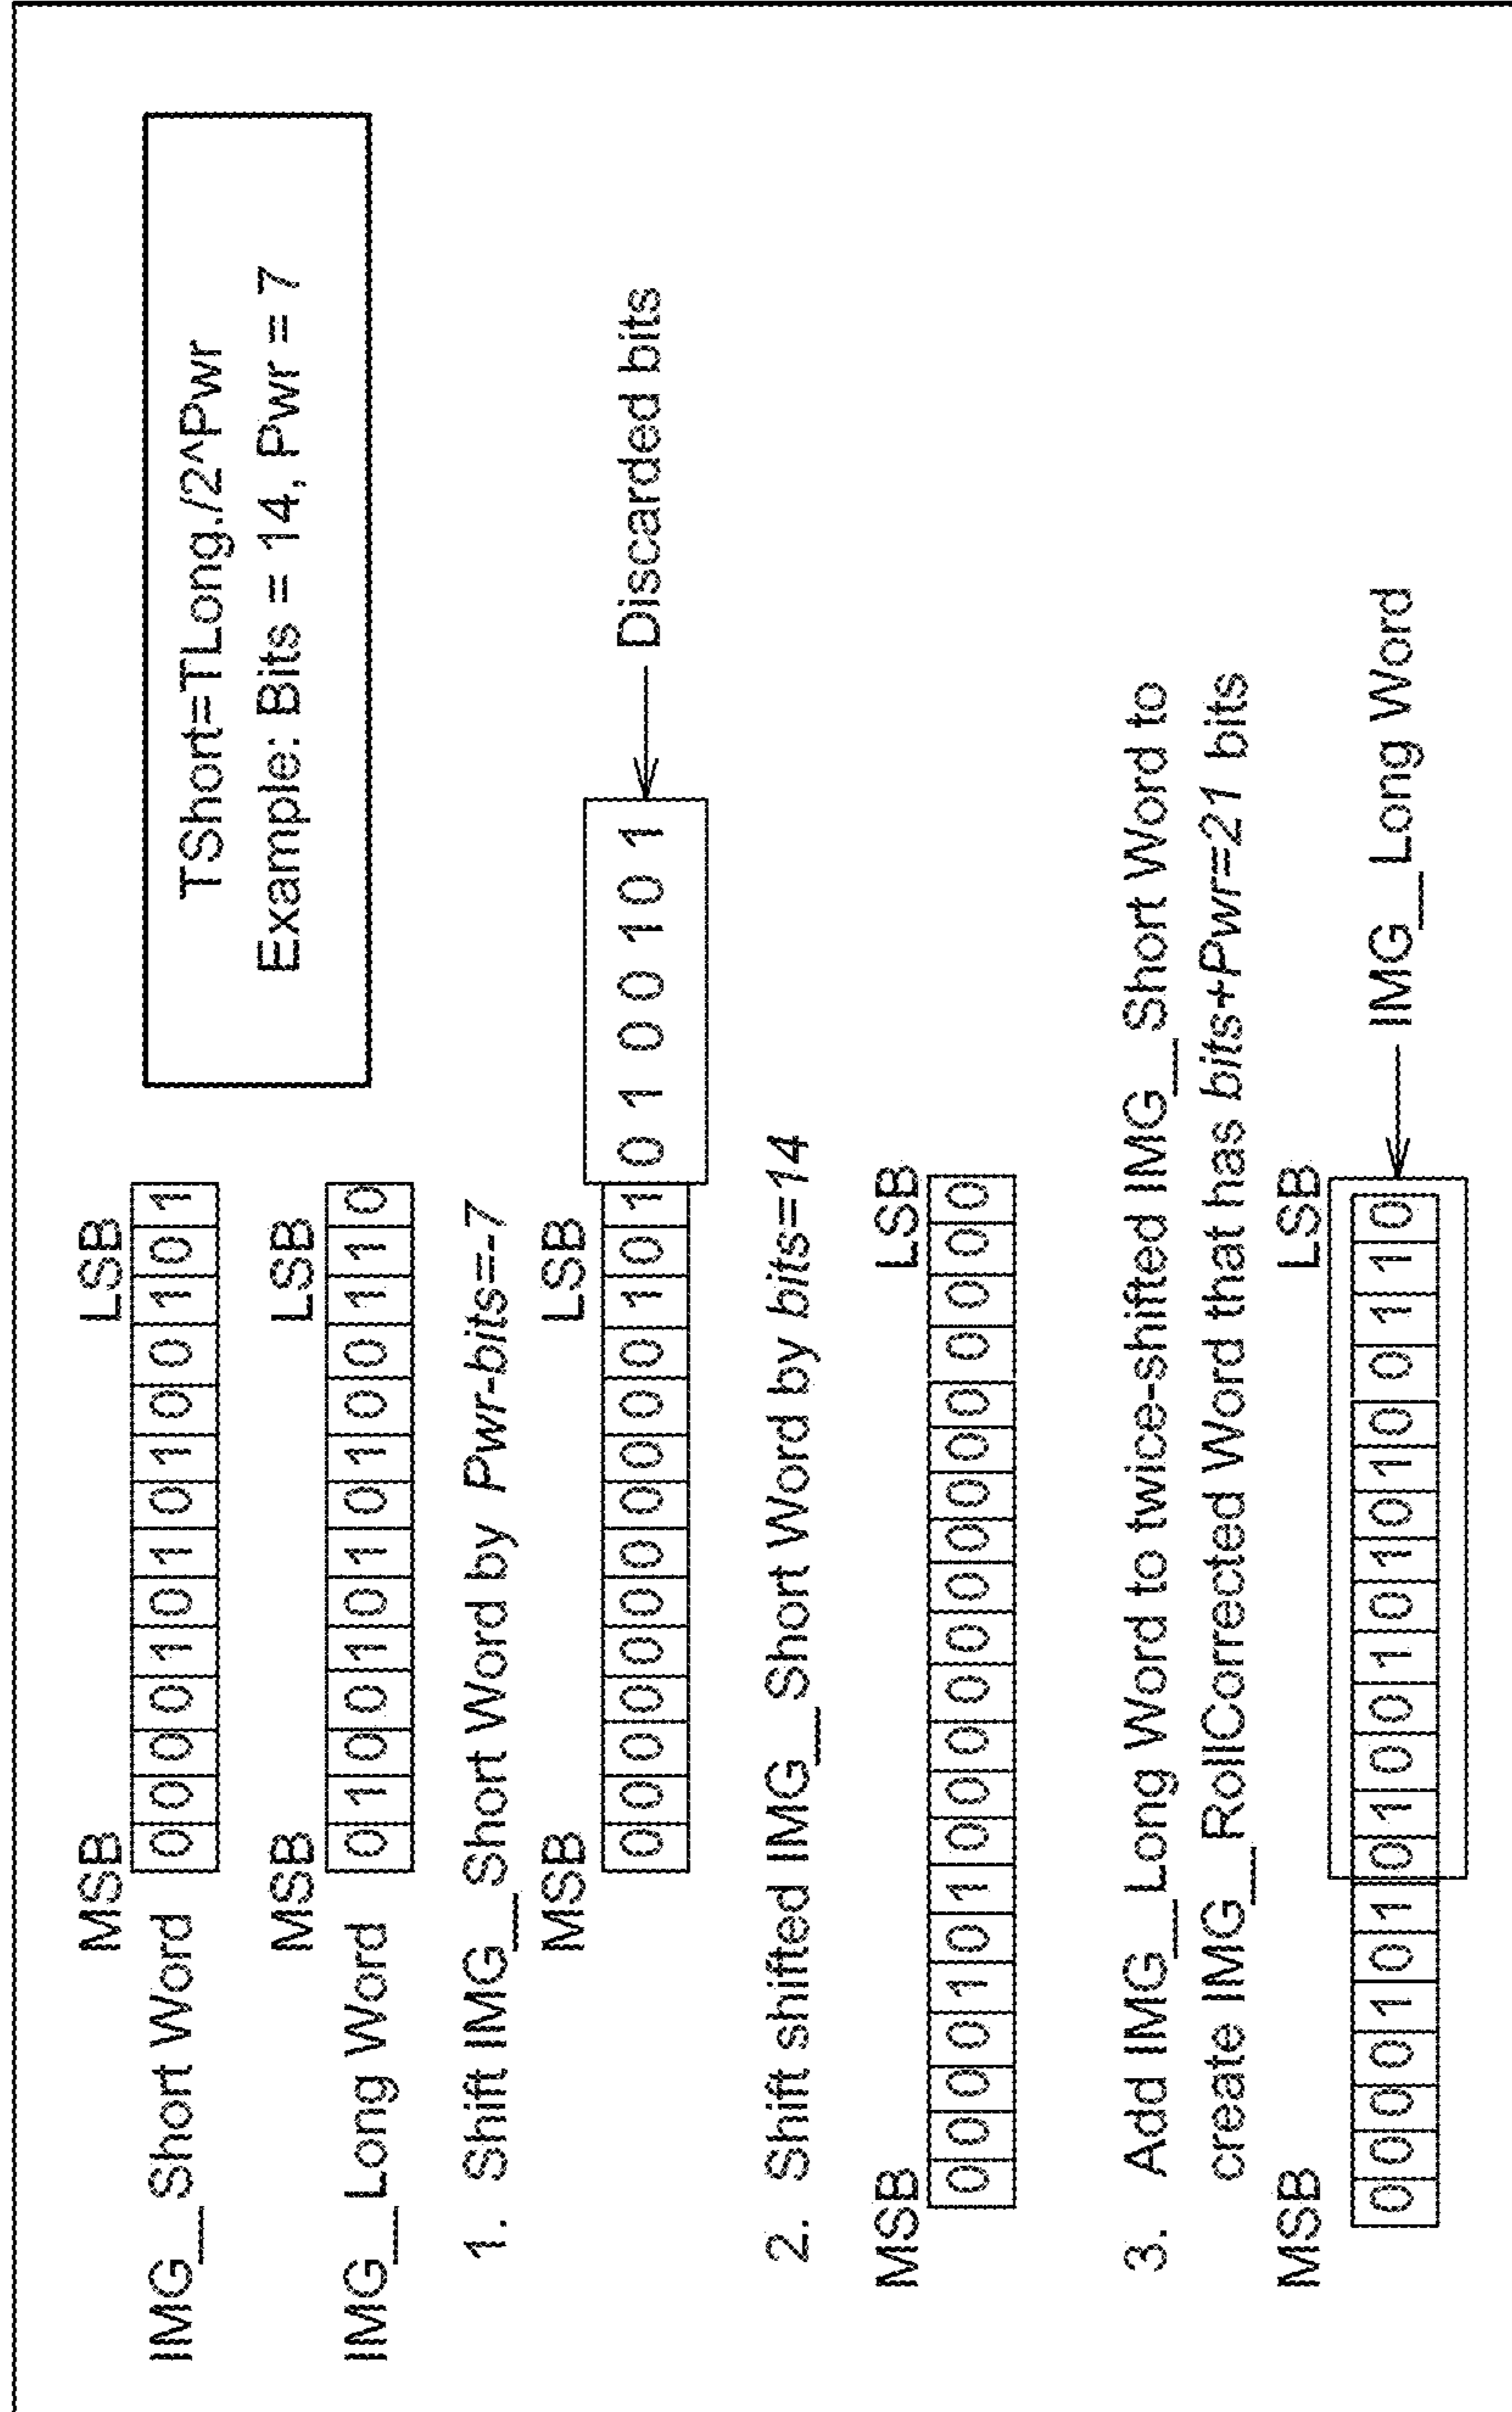 MSB LSB
IMG_Short Word 0 0 0 0 1 0 1 0 1 0 0 1 0 1
TShort=TLong./2^Pwr
Example: Bits = 14, Pwr = 7
MSB LSB
IMG_Long Word 0 1 0 0 1 0 1 0 1 0 0 1 1 0
1. Shift IMG_Short Word by Pwr-bits=-7
MSB LSB
0 0 0 0 0 0 0 0 0 0 0 1 0 1 0 1 0 0 1 0 1 Discarded bits
2. Shift shifted IMG_Short Word by bits=14
MSB LSB
0 0 0 0 1 0 1 0 0 0 0 0 0 0 0 0 0 0 0 0 0
3. Add IMG_Long Word to twice-shifted IMG_Short Word to
create IMG_RollCorrected Word that has bits+Pwr=21 bits
MSB LSB
0 0 0 0 1 0 1 0 1 0 0 1 0 1 0 1 0 0 1 1 0 IMG_Long Word